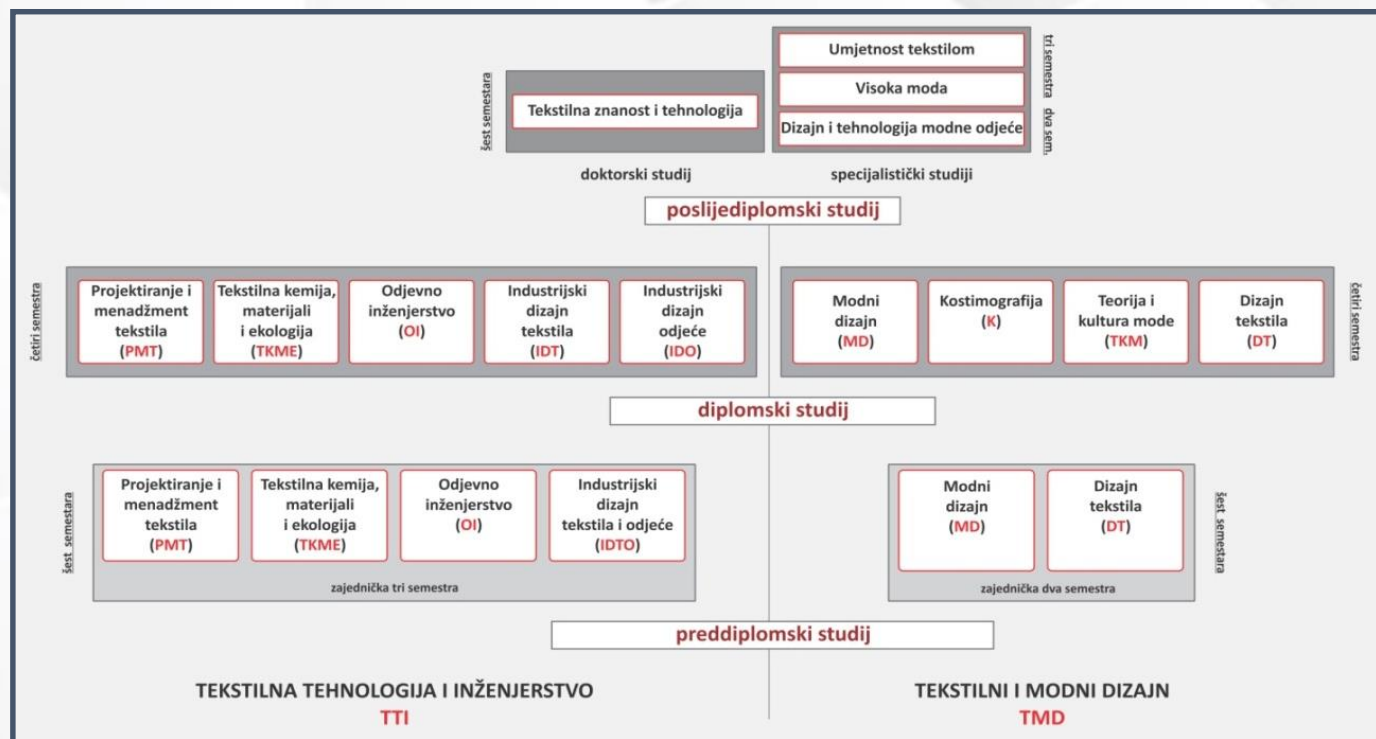 Umjetnost tekstilom
Visoka moda
Dizajn i tehnologija modne odjeće
tri semestra
dva sem.
šest semestara
Tekstilna znanost i tehnologija
doktorski studij
specijalistički studiji
poslijediplomski studij
četiri semestra
Projektiranje i
menadžment
tekstila
(PMT)
Tekstilna kemija,
materijali
i ekologija
(TKME)
Odjevno
inženjerstvo
(OI)
Industrijski
dizajn
tekstila
(IDT)
Industrijski
dizajn
odjeće
(IDO)
Modni
dizajn
(MD)
Kostimografija
(K)
Teorija i
kultura mode
(TKM)
Dizajn
tekstila
(DT)
četiri semestra
diplomski studij
šest semestara
Projektiranje i
menadžment
tekstila
(PMT)
Tekstilna kemija,
materijali
i ekologija
(TKME)
Odjevno
inženjerstvo
(OI)
Industrijski
dizajn
tekstila i odjeće
(IDTO)
zajednička tri semestra
Modni
dizajn
(MD)
Dizajn
tekstila
(DT)
zajednička dva semestra
šest semestara
preddiplomski studij
TEKSTILNA TEHNOLOGIJA I INŽENJERSTVO
TTI
TEKSTILNI I MODNI DIZAJN
TMD